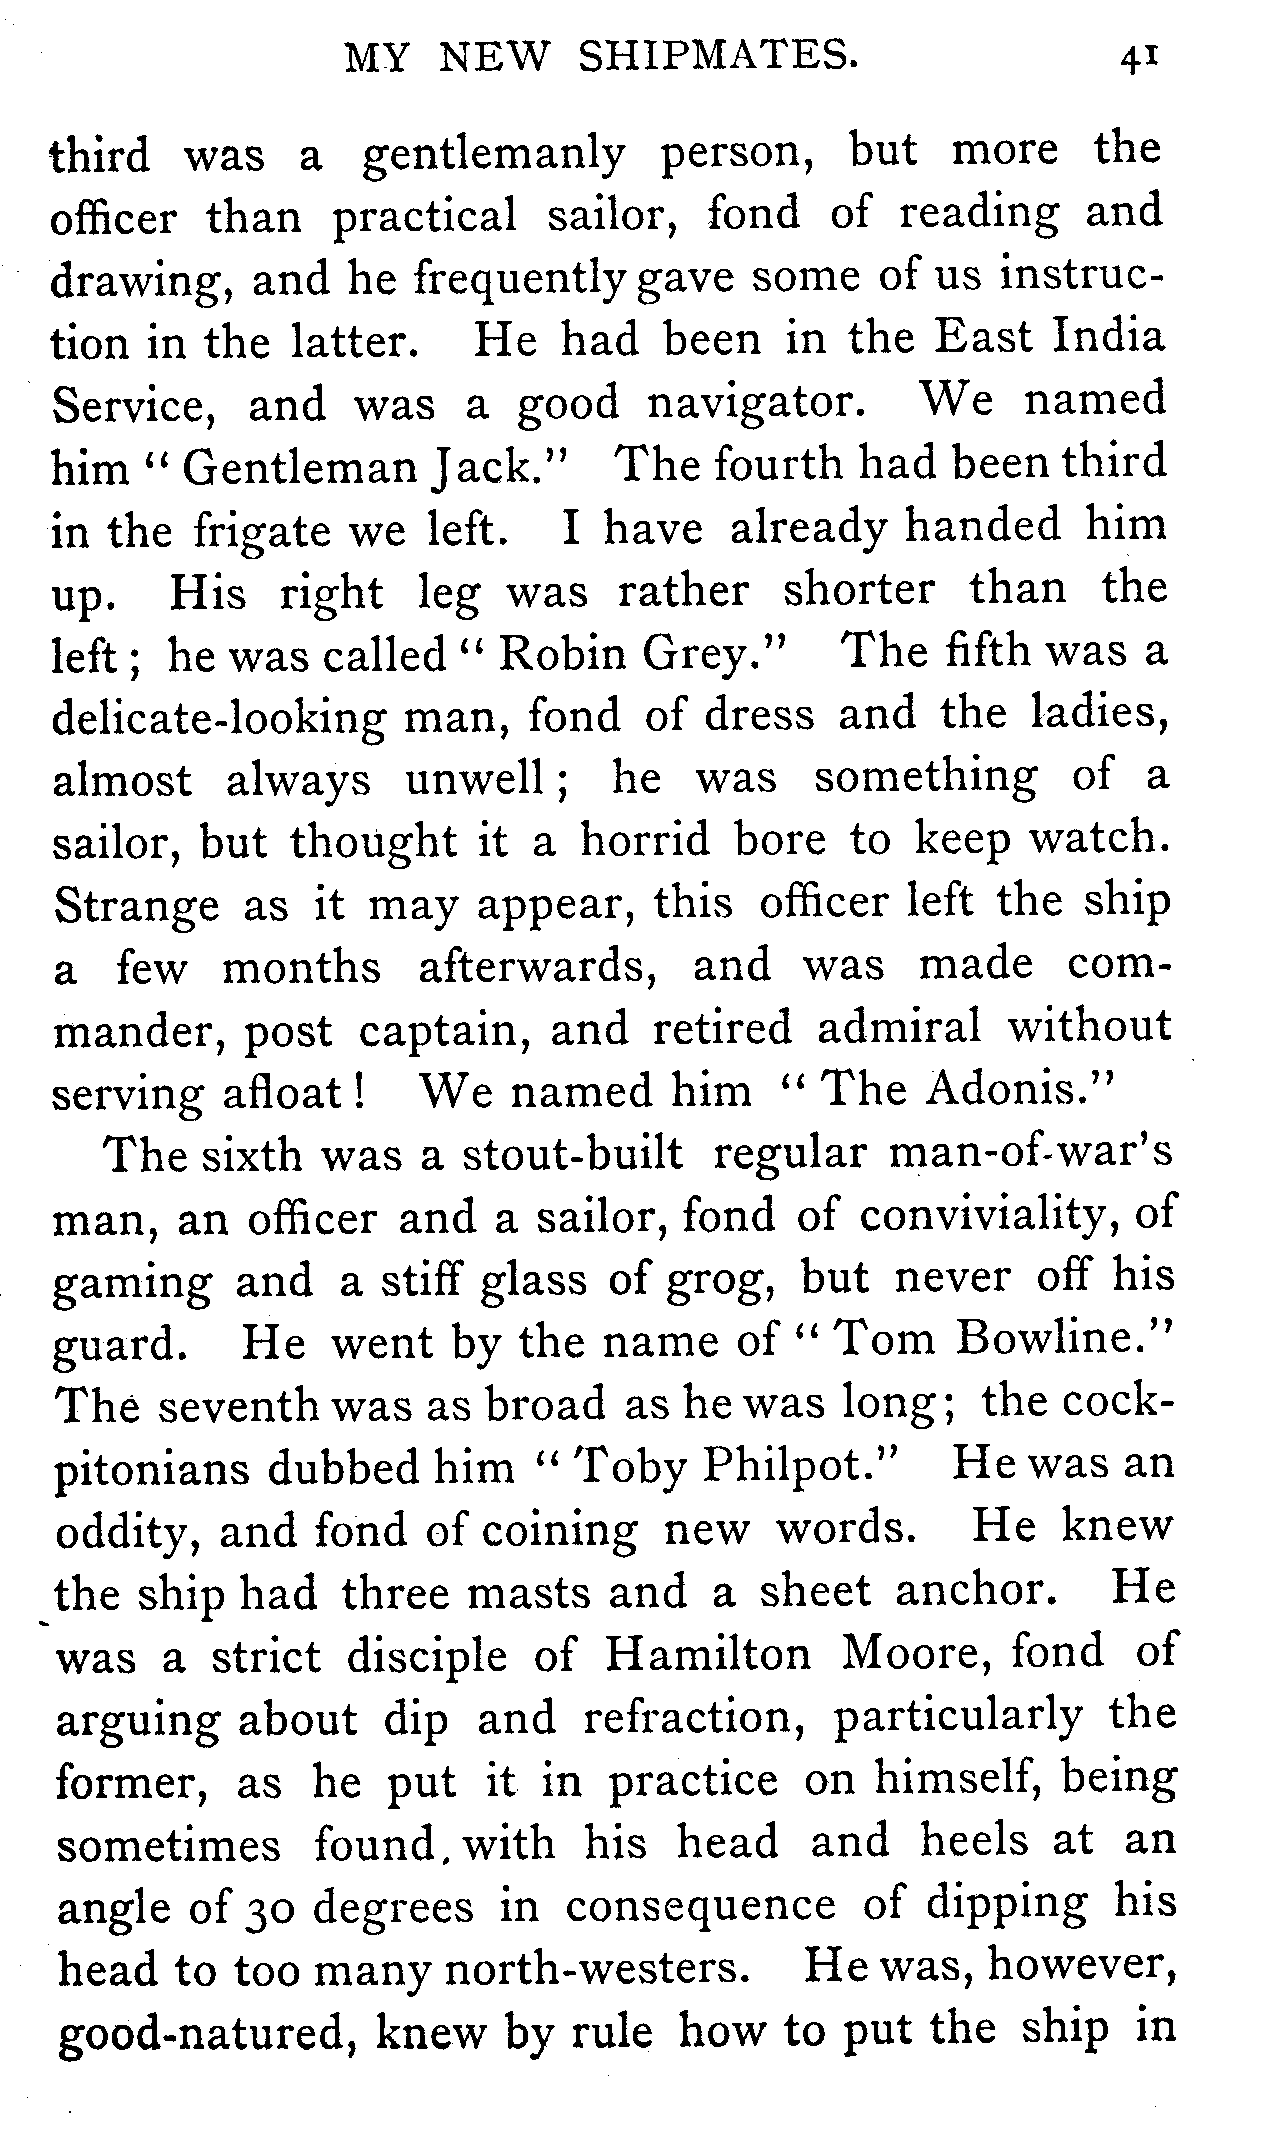 MY NEW SHIPMATES. 41
third was a gentlemanly person, but more the
officer than practical sailor, fond of reading and
drawing, and he frequently gave some of us instruc-
tion in the latter. He had been in the East India
Service, and was a good navigator. We named
him " Gentleman Jack." The fourth had been third
in the frigate we left. I have already handed him
up. His right leg was rather shorter than the
left ; he was called " Robin Grey." The fifth was a
delicate-looking man, fond of dress and the ladies,
almost always unwell ; he was something of a
sailor, but thought it a horrid bore to keep watch.
Strange as it may appear, this officer left the ship
a few months afterwards, and was made com-
mander, post captain, and retired admiral without
serving afloat ! We named him " The Adonis."
The sixth was a stout-built regular man-of-war's
man, an officer and a sailor, fond of conviviality, of
gaming and a stiff glass of grog, but never off his
guard. He went by the name of " Tom Bowline."
The seventh was as broad as he was long; the cock-
pitonians dubbed him " Toby Philpot." He was an
oddity, and fond of coining new words. He knew
the ship had three masts and a sheet anchor. He
was a strict disciple of Hamilton Moore, fond of
arguing about dip and refraction, particularly the
former, as he put it in practice on himself, being
sometimes found. with his head and heels at an
angle of 30 degrees in consequence of dipping his
head to too many north-westers. He was, however,
good-natured, knew by rule how to put the ship in